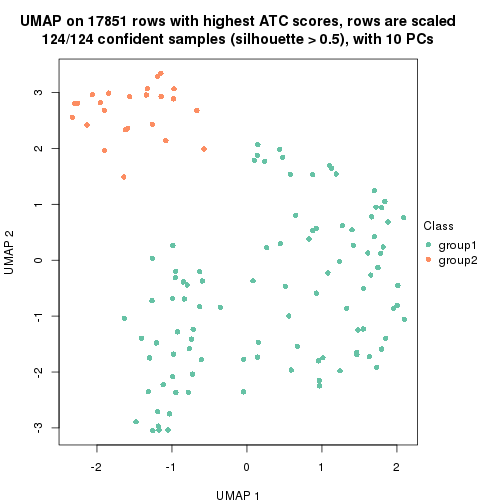 UMAP on 17851 rows with highest ATC scores, rows are scaled
124/124 confident samples (silhouette > 0.5), with 10 PCs
3
2
1
0
-1
-2
-3
UMAP 2
-2 -1 0 1 2
UMAP 1
Class
group1
group2